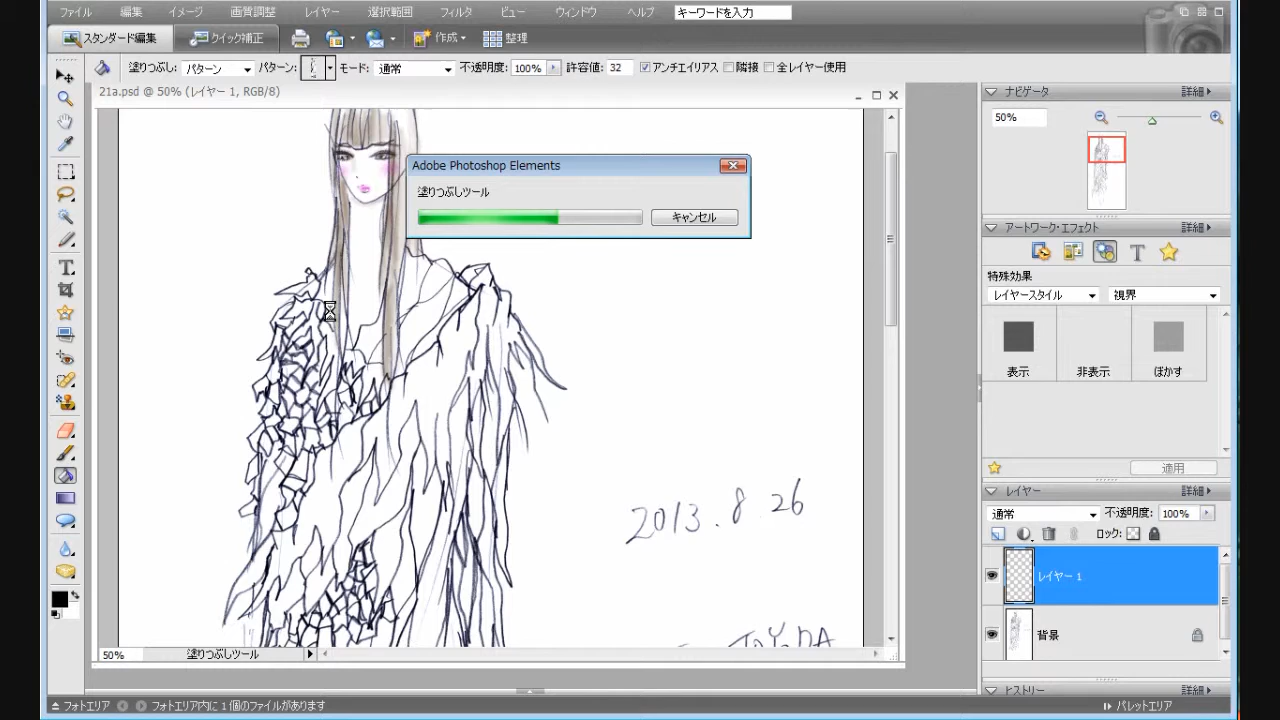 ファイル 編集 イメージ 画質調整 レイヤー 選択範囲 フィルタ ビュー ウィンドウ ヘルプ キーワードを入力
スタンダード編集 クイック補正 作成 整理
塗りつぶし: パターン パターン: モード: 通常 不透明度: 100% 許容値: 32 アンチエイリアス 隣接 全レイヤー使用
21a.psd @ 50% (レイヤー 1, RGB/8)
Adobe Photoshop Elements
塗りつぶしツール
キャンセル
2013.8.26
TOYODA
50% 塗りつぶしツール
ナビゲータ 詳細
50%
アートワーク・エフェクト 詳細
特殊効果
レイヤースタイル 視界
表示 非表示 ぼかす
適用
レイヤー 詳細
通常 不透明度: 100%
ロック:
レイヤー 1
背景
ヒストリー 詳細
フォトエリア フォトエリア内に 1 個のファイルがあります パレットエリア